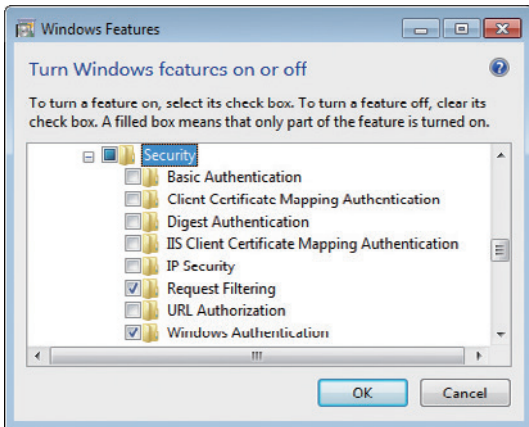 Windows Features
Turn Windows features on or off
To turn a feature on, select its check box. To turn a feature off, clear its
check box. A filled box means that only part of the feature is turned on.
Security
Basic Authentication
Client Certificate Mapping Authentication
Digest Authentication
IIS Client Certificate Mapping Authentication
IP Security
Request Filtering
URL Authorization
Windows Authentication
OK Cancel